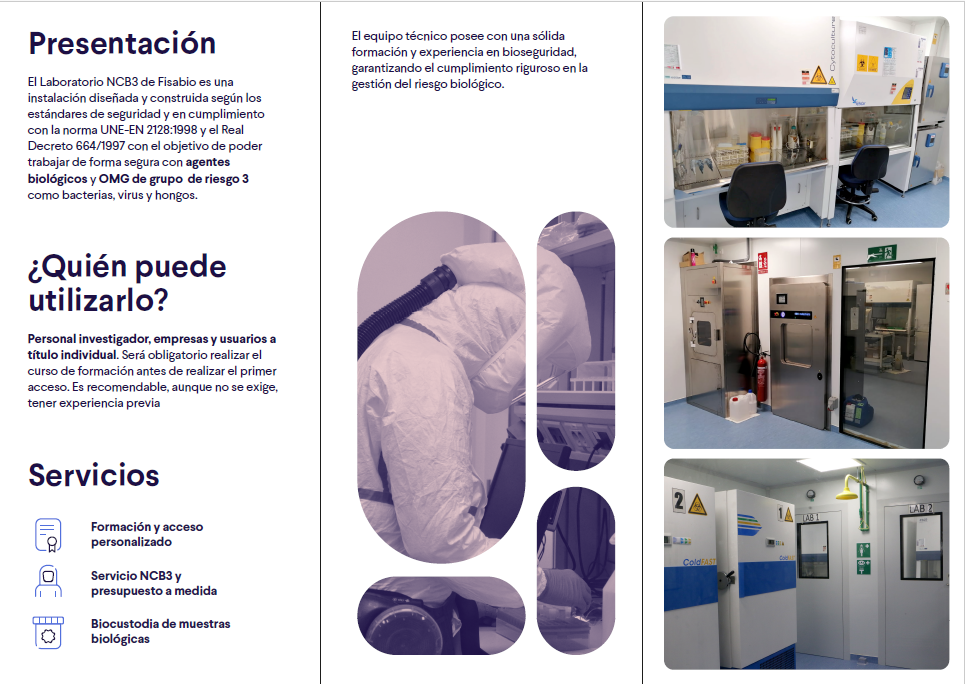 Presentación
El Laboratorio NCB3 de Fisabio es una
instalación diseñada y construida según los
estándares de seguridad y en cumplimiento
con la norma UNE-EN 2128:1998 y el Real
Decreto 664/1997 con el objetivo de poder
trabajar de forma segura con agentes
biológicos y OMG de grupo de riesgo 3
como bacterias, virus y hongos.
¿Quién puede
utilizarlo?
Personal investigador, empresas y usuarios a
título individual. Será obligatorio realizar el
curso de formación antes de realizar el primer
acceso. Es recomendable, aunque no se exige,
tener experiencia previa
Servicios
Formación y acceso
personalizado
Servicio NCB3 y
presupuesto a medida
Biocustodia de muestras
biológicas
El equipo técnico posee con una sólida
formación y experiencia en bioseguridad,
garantizando el cumplimiento riguroso en la
gestión del riesgo biológico.
Cytoculture
2
1
ColdFAST
LAB 1
LAB 2